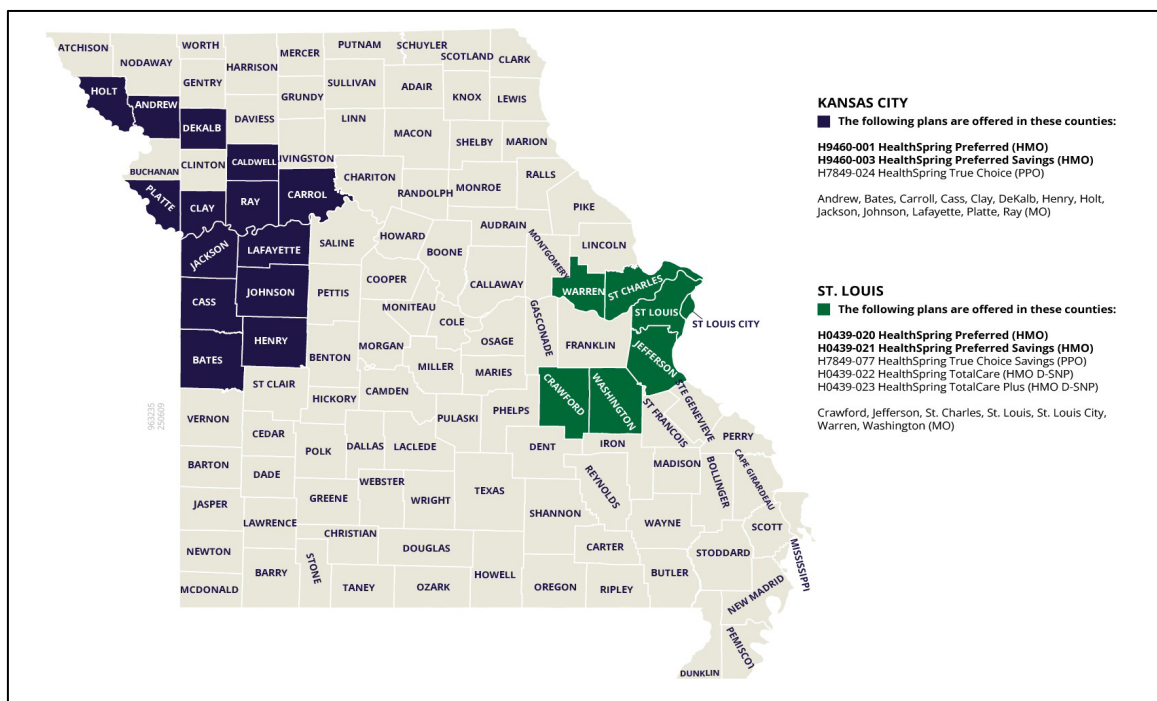 ATCHISON
NODAWAY
WORTH
HARRISON
MERCER
PUTNAM
SCHUYLER
SCOTLAND
CLARK
GENTRY
SULLIVAN
ADAIR
KNOX
LEWIS
HOLT
ANDREW
DEKALB
DAVIESS
GRUNDY
LINN
MACON
SHELBY
MARION
BUCHANAN
CLINTON
CALDWELL
IVINGSTON
CHARITON
RANDOLPH
MONROE
RALLS
PLATTE
CLAY
RAY
CARROL
PIKE
AUDRAIN
MONTGOMERY
LINCOLN
JACKSON
LAFAYETTE
SALINE
HOWARD
BOONE
CALLAWAY
WARREN
ST CHARLES
CASS
JOHNSON
PETTIS
COOPER
MONITEAU
COLE
OSAGE
GASCONADE
FRANKLIN
ST LOUIS
ST LOUIS CITY
JEFFERSON
BATES
HENRY
BENTON
MORGAN
MILLER
MARIES
CRAWFORD
WASHINGTON
STE GENEVIEVE
ST FRANCOIS
ST CLAIR
HICKORY
CAMDEN
PULASKI
PHELPS
DENT
IRON
PERRY
VERNON
CEDAR
POLK
DALLAS
LACLEDE
MADISON
BOLLINGER
CAPE GIRARDEAU
BARTON
DADE
GREENE
WEBSTER
WRIGHT
TEXAS
REYNOLDS
SHANNON
WAYNE
SCOTT
JASPER
LAWRENCE
CHRISTIAN
DOUGLAS
CARTER
STODDARD
MISSISSIPPI
NEWTON
BARRY
STONE
TANEY
OZARK
HOWELL
OREGON
RIPLEY
BUTLER
NEW MADRID
MCDONALD
PEMISCOT
DUNKLIN
963235
250609
KANSAS CITY
The following plans are offered in these counties:
H9460-001 HealthSpring Preferred (HMO)
H9460-003 HealthSpring Preferred Savings (HMO)
H7849-024 HealthSpring True Choice (PPO)
Andrew, Bates, Carroll, Cass, Clay, DeKalb, Henry, Holt,
Jackson, Johnson, Lafayette, Platte, Ray (MO)
ST. LOUIS
The following plans are offered in these counties:
H0439-020 HealthSpring Preferred (HMO)
H0439-021 HealthSpring Preferred Savings (HMO)
H7849-077 HealthSpring True Choice Savings (PPO)
H0439-022 HealthSpring TotalCare (HMO D-SNP)
H0439-023 HealthSpring TotalCare Plus (HMO D-SNP)
Crawford, Jefferson, St. Charles, St. Louis, St. Louis City,
Warren, Washington (MO)